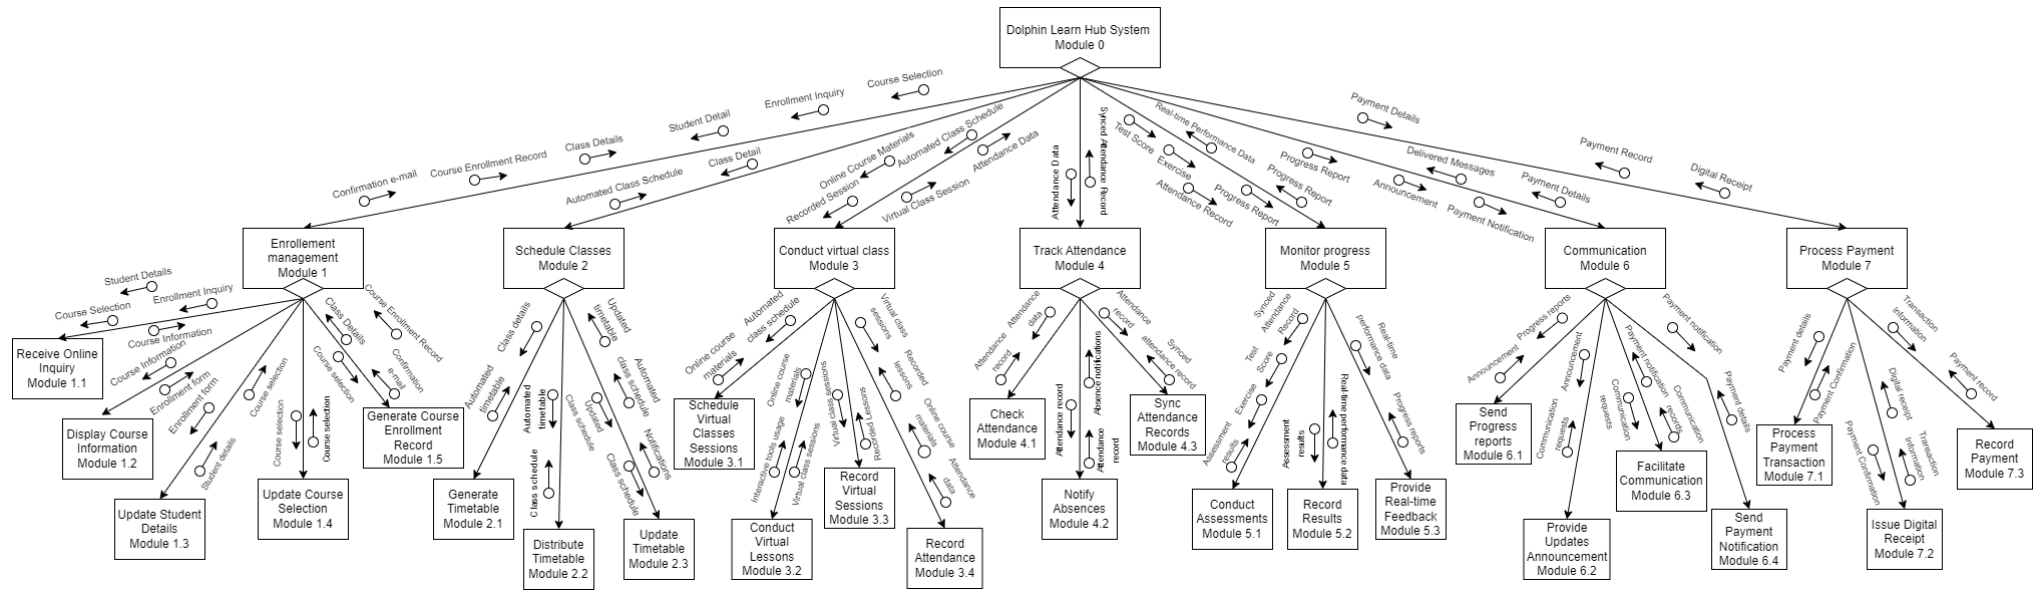 Dolphin Learn Hub System
Module 0
Course Selection
Enrollment Inquiry
Student Detail
Class Details
Course Enrollment Record
Confirmation e-mail
Class Detail
Automated Class Schedule
Online Course Materials
Recorded Session
Automated Class Schedule
Attendance Data
Virtual Class Session
Attendance Data
Synced Attendance Record
Test Score
Real-time Performance Data
Exercise
Attendance Record
Progress Report
Progress Report
Progress Report
Delivered Messages
Announcement
Payment Details
Payment Notification
Payment Details
Payment Record
Digital Receipt
Enrollement
management
Module 1
Schedule Classes
Module 2
Conduct virtual class
Module 3
Track Attendance
Module 4
Monitor progress
Module 5
Communication
Module 6
Process Payment
Module 7
Student Details
Enrollment Inquiry
Course Selection
Course Information
Course Information
Enrollment form
Enrollment form
Student details
Course selection
Course selection
Course selection
Class Details
Course selection
Course Enrollment Record
Confirmation
e-mail
Receive Online
Inquiry
Module 1.1
Display Course
Information
Module 1.2
Update Student
Details
Module 1.3
Update Course
Selection
Module 1.4
Generate Course
Enrollment
Record
Module 1.5
Class details
Automated
timetable
Automated
timetable
Class schedule
Updated
timetable
Automated
class schedule
Updated
Class schedule
Notifications
Class schedule
Generate
Timetable
Module 2.1
Distribute
Timetable
Module 2.2
Update
Timetable
Module 2.3
Automated
class schedule
Online course
materials
Online course
materials
Interactive tools usage
Virtual class sessions
Virtual class sessions
Recorded Lessons
Virtual class
sessions
Recorded
lessons
Online course
materials
Attendance
data
Schedule
Virtual
Classes
Sessions
Module 3.1
Conduct
Virtual
Lessons
Module 3.2
Record
Virtual
Sessions
Module 3.3
Record
Attendance
Module 3.4
Attendance
data
Attendance
record
Attendance record
Absence notifications
Attendance
record
Attendance
record
Synced
attendance record
Check
Attendance
Module 4.1
Notify
Absences
Module 4.2
Sync
Attendance
Records
Module 4.3
Synced
Attendance
Record
Test
Score
Exercise
Assessment
results
Assessment
results
Real-time performance data
Real-time
performance data
Progress reports
Conduct
Assessments
Module 5.1
Record
Results
Module 5.2
Provide
Real-time
Feedback
Module 5.3
Progress reports
Announcement
Announcement
Communication
requests
Communication
requests
Payment notification
Communication
records
Payment notification
Payment details
Send
Progress
reports
Module 6.1
Provide
Updates
Announcement
Module 6.2
Facilitate
Communication
Module 6.3
Send
Payment
Notification
Module 6.4
Payment details
Payment Confirmation
Payment Confirmation
Digital receipt
Transaction
Information
Transaction
Information
Payment record
Process
Payment
Transaction
Module 7.1
Issue Digital
Receipt
Module 7.2
Record
Payment
Module 7.3